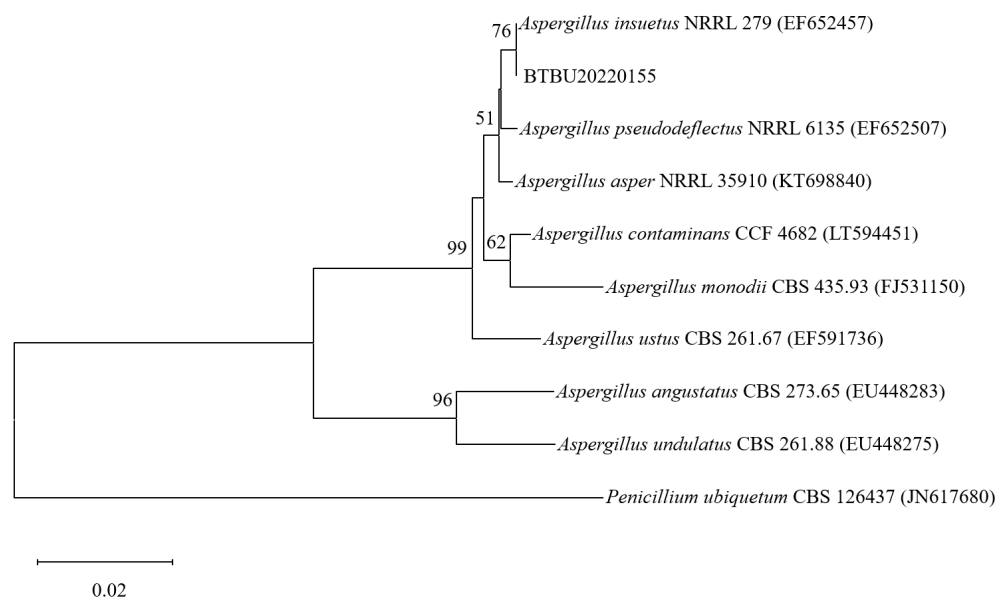 76
Aspergillus insuetus NRRL 279 (EF652457)
BTBU20220155
51
Aspergillus pseudodeflectus NRRL 6135 (EF652507)
Aspergillus asper NRRL 35910 (KT698840)
99
62
Aspergillus contaminans CCF 4682 (LT594451)
Aspergillus monodii CBS 435.93 (FJ531150)
Aspergillus ustus CBS 261.67 (EF591736)
96
Aspergillus angustatus CBS 273.65 (EU448283)
Aspergillus undulatus CBS 261.88 (EU448275)
Penicillium ubiquetum CBS 126437 (JN617680)
0.02